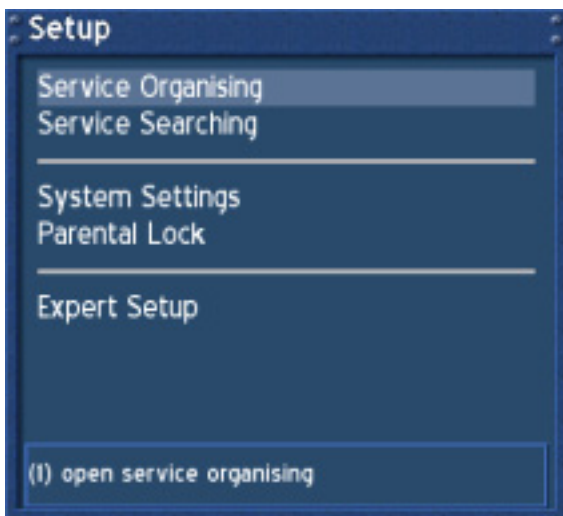 Setup
Service Organising
Service Searching
System Settings
Parental Lock
Expert Setup
(1) open service organising